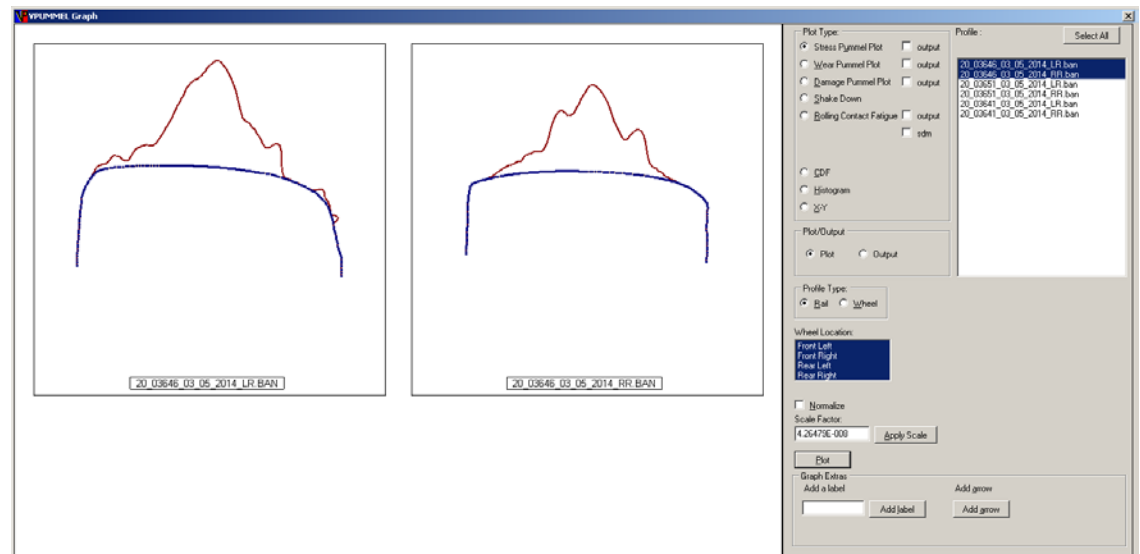 VPUMMEL Graph
20_03646_03_05_2014_LR.BAN
20_03646_03_05_2014_RR.BAN
Plot Type:
Stress Pummel Plot output
Wear Pummel Plot output
Damage Pummel Plot output
Shake Down
Rolling Contact Fatigue output
sdm
CDF
Histogram
X-Y
Profile :
Select All
20_03646_03_05_2014_LR.ban
20_03646_03_05_2014_RR.ban
20_03651_03_05_2014_LR.ban
20_03651_03_05_2014_RR.ban
20_03641_03_05_2014_LR.ban
20_03641_03_05_2014_RR.ban
Plot/Output
Plot Output
Profile Type:
Rail Wheel
Wheel Location:
Front Left
Front Right
Rear Left
Rear Right
Normalize
Scale Factor:
4.26479E-008 Apply Scale
Plot
Graph Extras
Add a label Add arrow
Add label Add arrow